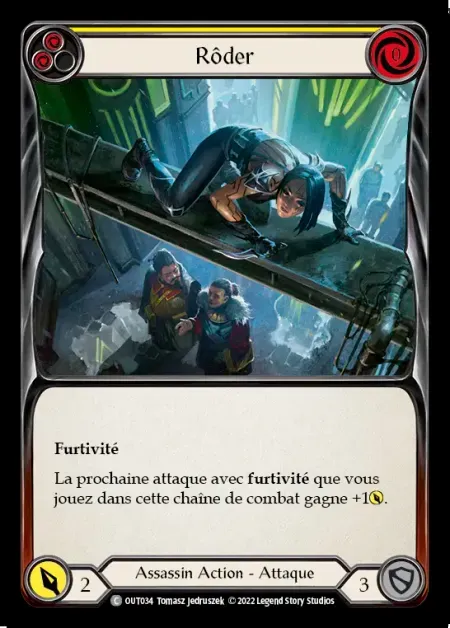 Rôder
0
Furtivité
La prochaine attaque avec furtivité que vous
jouez dans cette chaîne de combat gagne +1.
2
Assassin Action - Attaque
3
C OUT034 Tomasz Jedruszek © 2022 Legend Story Studios